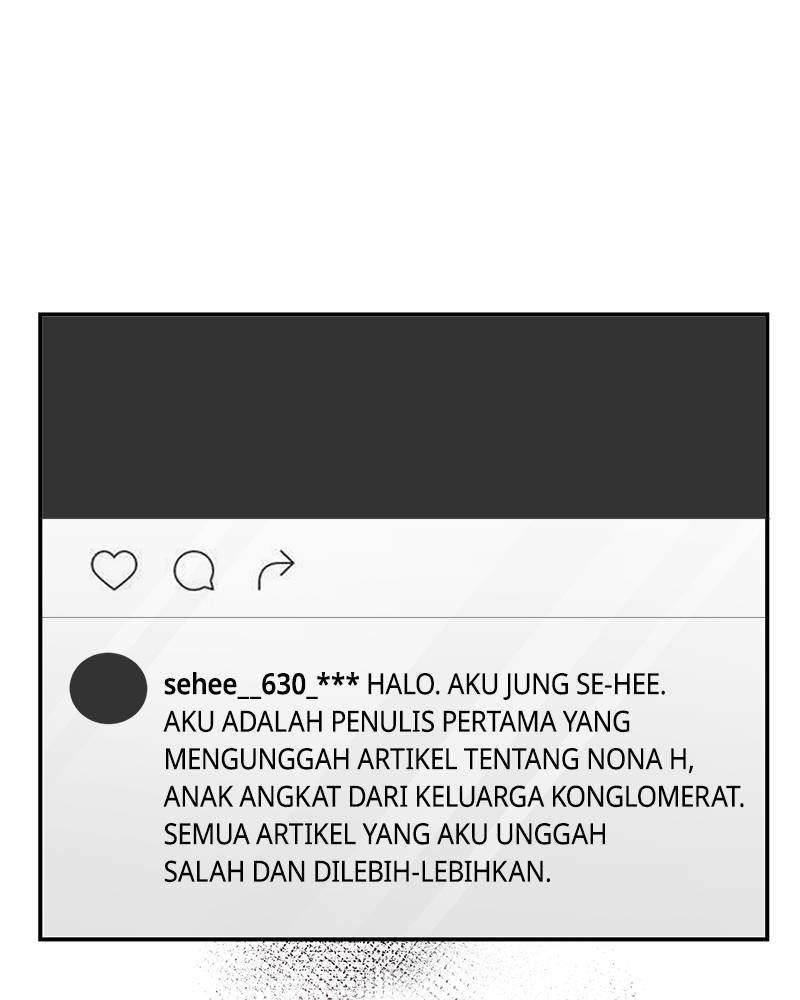 sehee__630_*** HALO. AKU JUNG SE-HEE.
AKU ADALAH PENULIS PERTAMA YANG
MENGUNGGAH ARTIKEL TENTANG NONA H,
ANAK ANGKAT DARI KELUARGA KONGLOMERAT.
SEMUA ARTIKEL YANG AKU UNGGAH
SALAH DAN DILEBIH-LEBIHKAN.